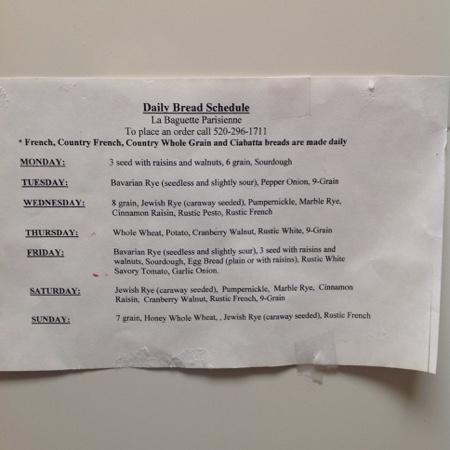 Daily Bread Schedule
La Baguette Parisienne
To place an order call 520-296-1711
* French, Country French, Country Whole Grain and Ciabatta breads are made daily
MONDAY: 3 seed with raisins and walnuts, 6 grain, Sourdough
TUESDAY: Bavarian Rye (seedless and slightly sour), Pepper Onion, 9-Grain
WEDNESDAY: 8 grain, Jewish Rye (caraway seeded), Pumpernickle, Marble Rye,
Cinnamon Raisin, Rustic Pesto, Rustic French
THURSDAY: Whole Wheat, Potato, Cranberry Walnut, Rustic White, 9-Grain
FRIDAY: Bavarian Rye (seedless and slightly sour), 3 seed with raisins and
walnuts, Sourdough, Egg Bread (plain or with raisins), Rustic White
Savory Tomato, Garlic Onion.
SATURDAY: Jewish Rye (caraway seeded), Pumpernickle, Marble Rye, Cinnamon
Raisin, Cranberry Walnut, Rustic French, 9-Grain
SUNDAY: 7 grain, Honey Whole Wheat, , Jewish Rye (caraway seeded), Rustic French